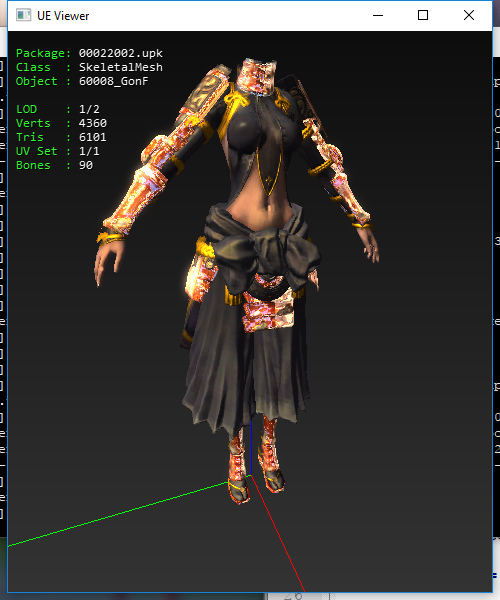 UE Viewer
Package: 00022002.upk
Class : SkeletalMesh
Object : 60008_GonF
LOD : 1/2
Verts : 4360
Tris : 6101
UV Set : 1/1
Bones : 90